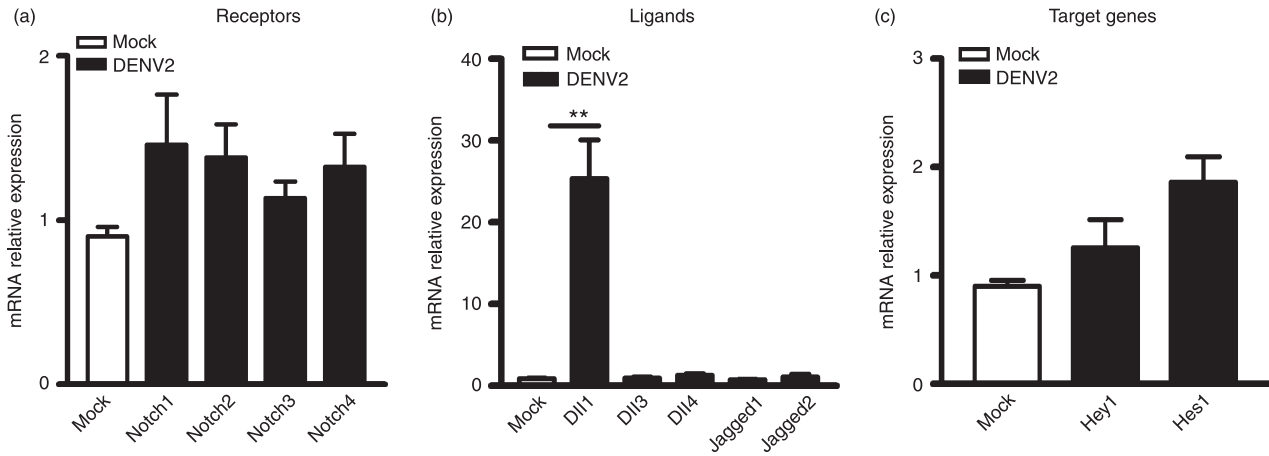 (a) Receptors
Mock
DENV2
mRNA relative expression
2
1
0
Mock Notch1 Notch2 Notch3 Notch4
(b) Ligands
Mock
DENV2
**
mRNA relative expression
40
30
20
10
0
Mock Dll1 Dll3 Dll4 Jagged1 Jagged2
(c) Target genes
Mock
DENV2
mRNA relative expression
3
2
1
0
Mock Hey1 Hes1